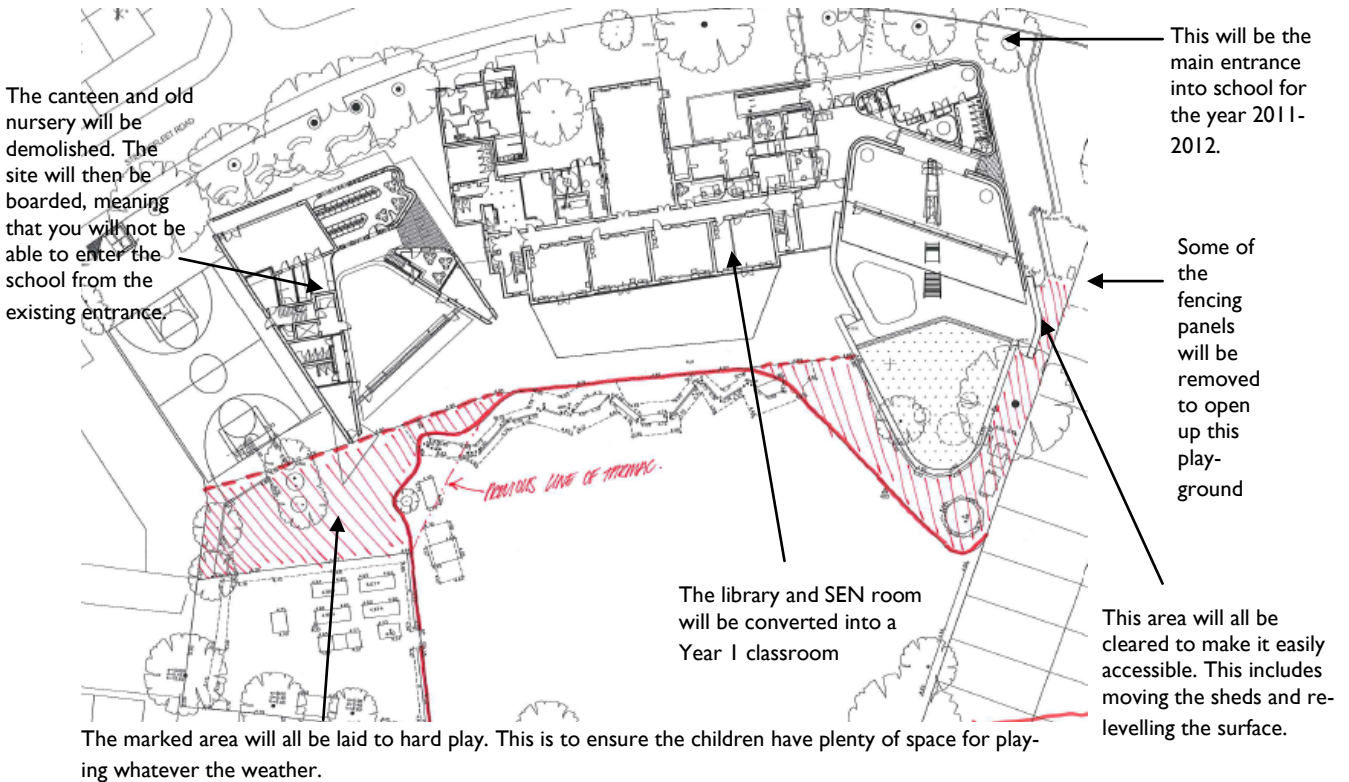 This will be the
main entrance
into school for
the year 2011-
2012.
The canteen and old
nursery will be
demolished. The
site will then be
boarded, meaning
that you will not be
able to enter the
school from the
existing entrance.
Some of
the
fencing
panels
will be
removed
to open
up this
play-
ground
PREVIOUS LINE OF TARMAC.
The library and SEN room
will be converted into a
Year 1 classroom
This area will all be
cleared to make it easily
accessible. This includes
moving the sheds and re-
levelling the surface.
The marked area will all be laid to hard play. This is to ensure the children have plenty of space for play-
ing whatever the weather.